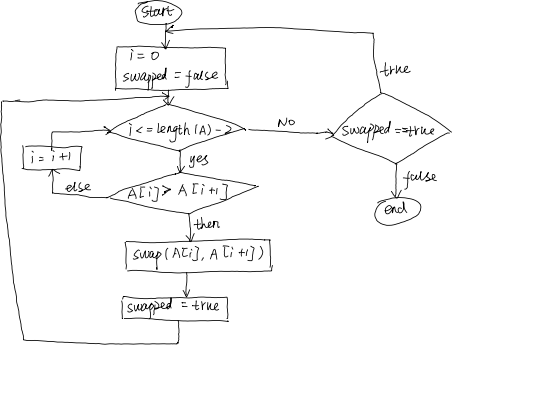 Start
i = 0
swapped = false
i <= length (A) - 2
No
swapped == true
true
false
end
yes
i = i + 1
else
A[i] > A[i+1]
then
swap (A[i], A[i+1])
swapped = true